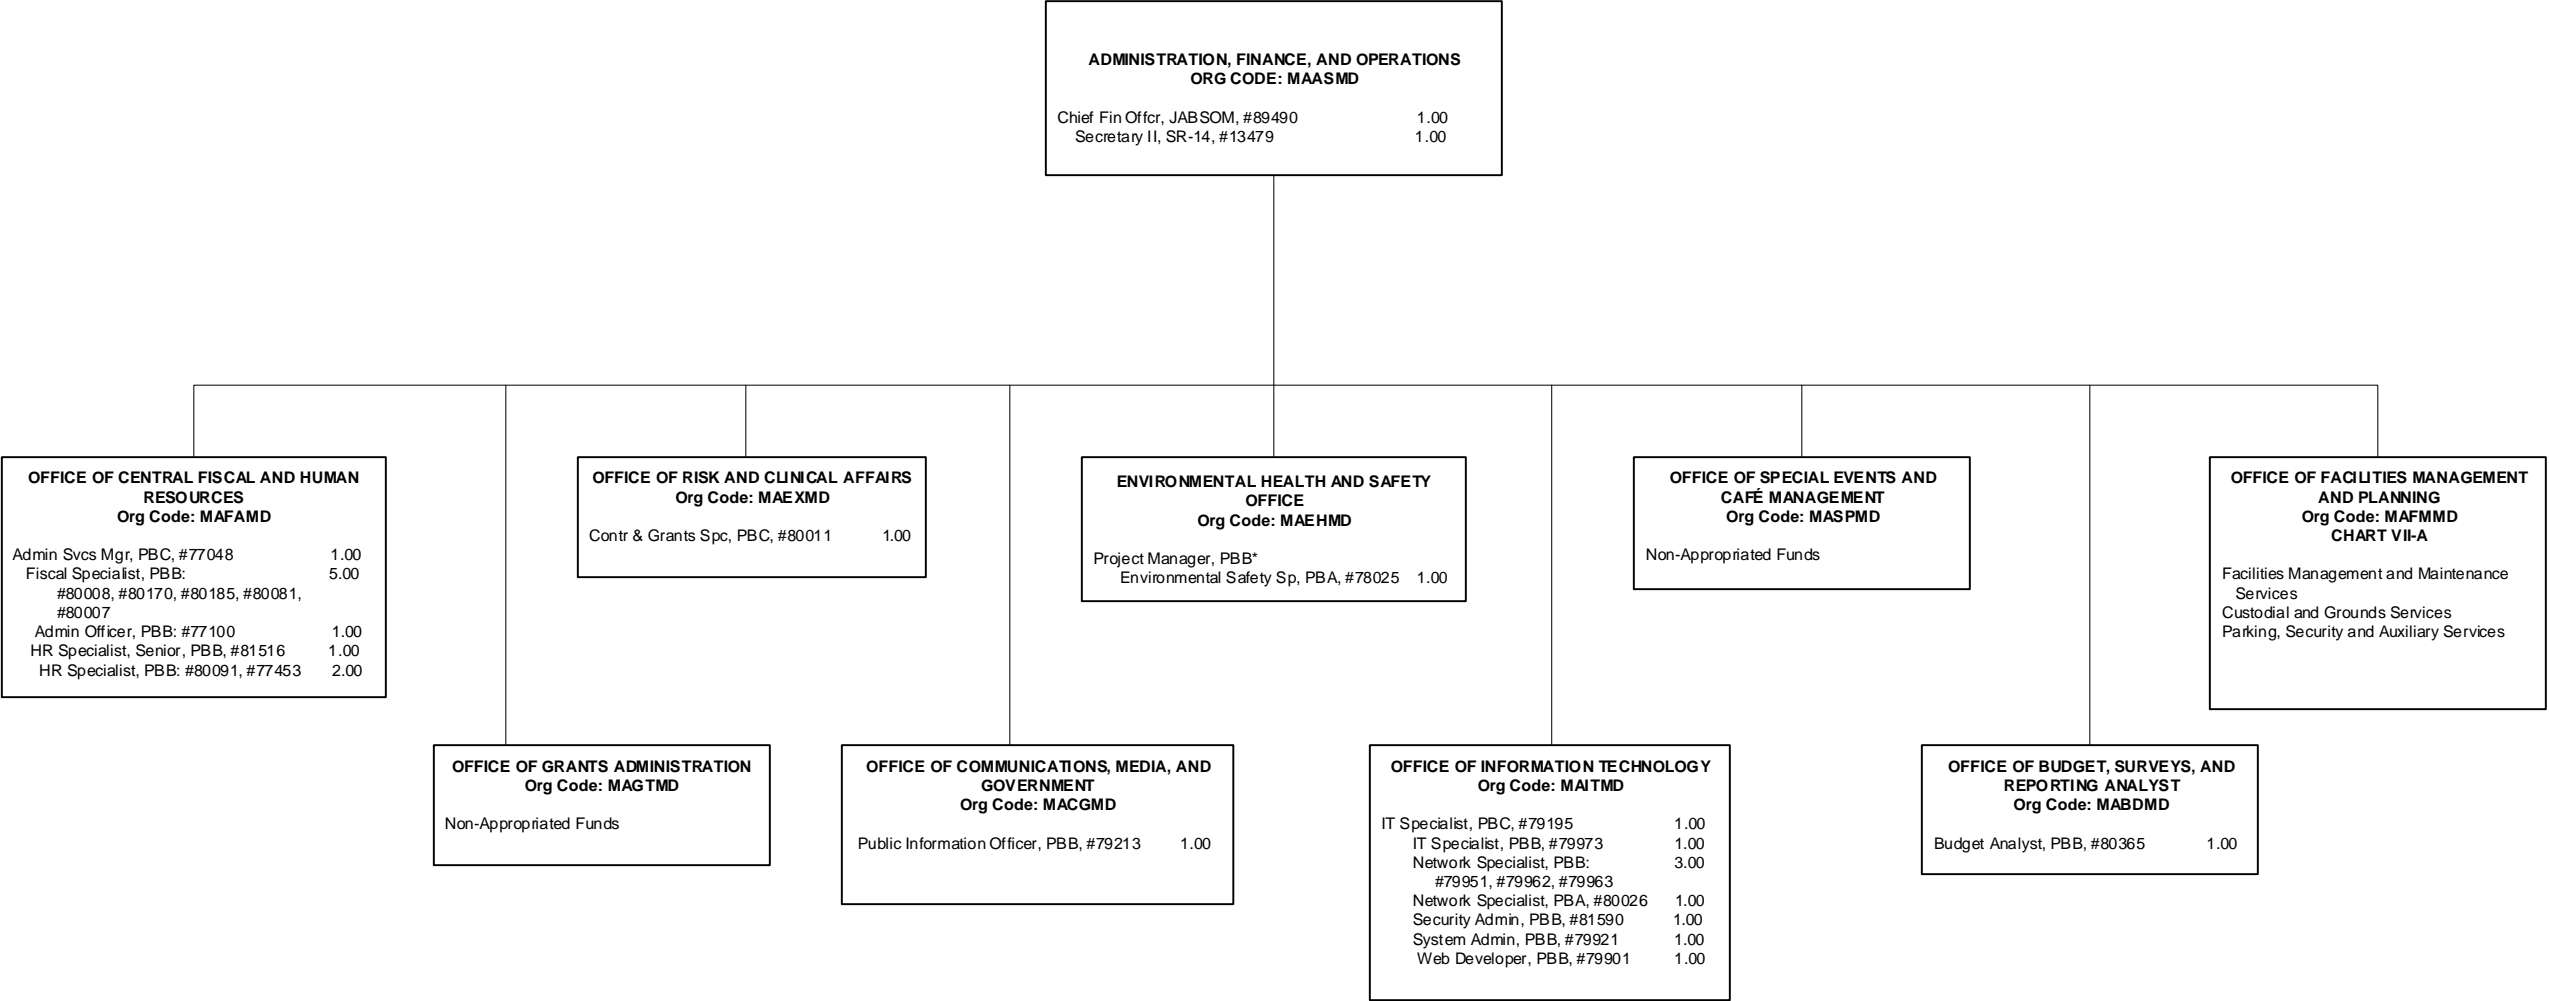 ADMINISTRATION, FINANCE, AND OPERATIONS
ORG CODE: MAASMD
Chief Fin Offcr, JABSOM, #89490 1.00
Secretary II, SR-14, #13479 1.00
OFFICE OF CENTRAL FISCAL AND HUMAN
RESOURCES
Org Code: MAFAMD
Admin Svcs Mgr, PBC, #77048 1.00
Fiscal Specialist, PBB: 5.00
#80008, #80170, #80185, #80081,
#80007
Admin Officer, PBB: #77100 1.00
HR Specialist, Senior, PBB, #81516 1.00
HR Specialist, PBB: #80091, #77453 2.00
OFFICE OF RISK AND CLINICAL AFFAIRS
Org Code: MAEXMD
Contr & Grants Spc, PBC, #80011 1.00
ENVIRONMENTAL HEALTH AND SAFETY
OFFICE
Org Code: MAEHMD
Project Manager, PBB*
Environmental Safety Sp, PBA, #78025 1.00
OFFICE OF SPECIAL EVENTS AND
CAFÉ MANAGEMENT
Org Code: MASPMD
Non-Appropriated Funds
OFFICE OF FACILITIES MANAGEMENT
AND PLANNING
Org Code: MAFMMD
CHART VII-A
Facilities Management and Maintenance
Services
Custodial and Grounds Services
Parking, Security and Auxiliary Services
OFFICE OF GRANTS ADMINISTRATION
Org Code: MAGTMD
Non-Appropriated Funds
OFFICE OF COMMUNICATIONS, MEDIA, AND
GOVERNMENT
Org Code: MACGMD
Public Information Officer, PBB, #79213 1.00
OFFICE OF INFORMATION TECHNOLOGY
Org Code: MAITMD
IT Specialist, PBC, #79195 1.00
IT Specialist, PBB, #79973 1.00
Network Specialist, PBB: 3.00
#79951, #79962, #79963
Network Specialist, PBA, #80026 1.00
Security Admin, PBB, #81590 1.00
System Admin, PBB, #79921 1.00
Web Developer, PBB, #79901 1.00
OFFICE OF BUDGET, SURVEYS, AND
REPORTING ANALYST
Org Code: MABDMD
Budget Analyst, PBB, #80365 1.00